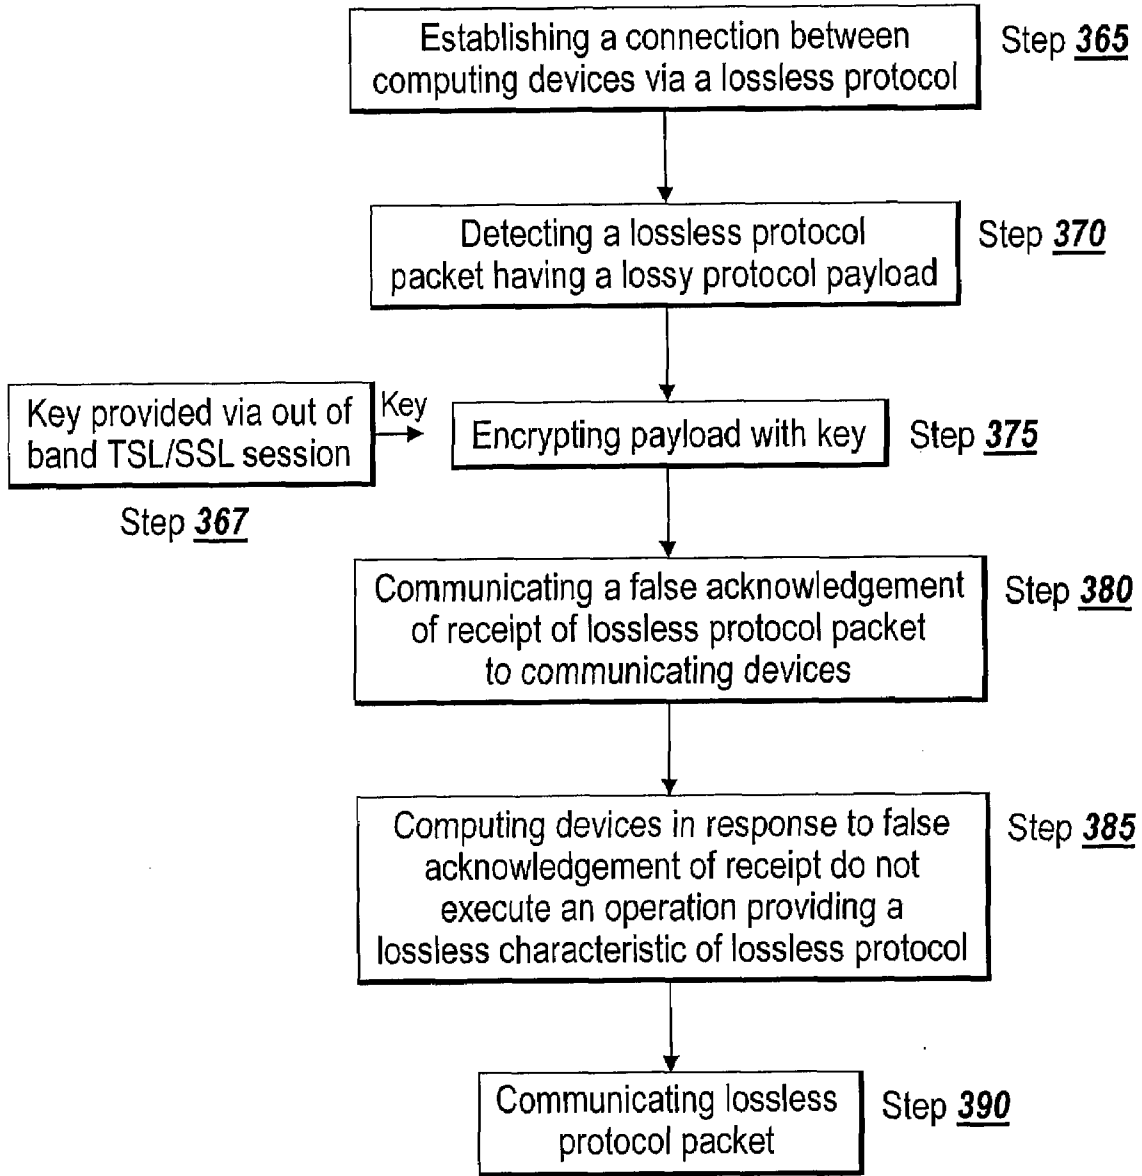 Establishing a connection between
computing devices via a lossless protocol
Step 365
Detecting a lossless protocol
packet having a lossy protocol payload
Step 370
Key provided via out of
band TSL/SSL session
Step 367
Key
Encrypting payload with key
Step 375
Communicating a false acknowledgement
of receipt of lossless protocol packet
to communicating devices
Step 380
Computing devices in response to false
acknowledgement of receipt do not
execute an operation providing a
lossless characteristic of lossless protocol
Step 385
Communicating lossless
protocol packet
Step 390